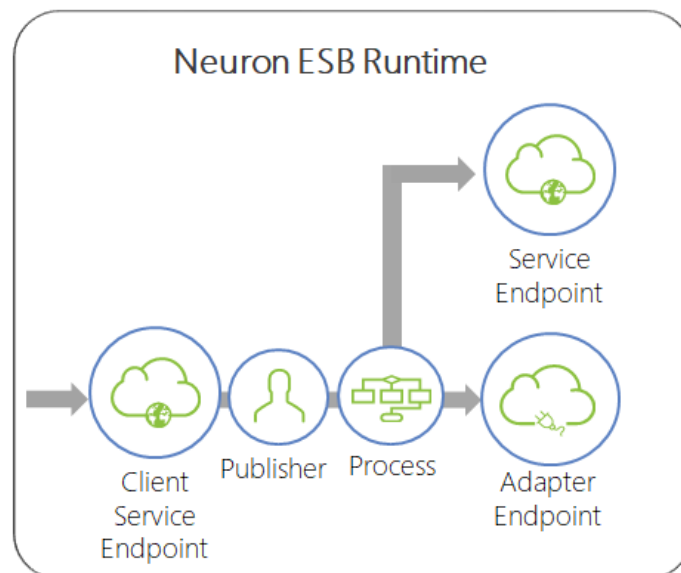 Neuron ESB Runtime
Service
Endpoint
Client
Service
Endpoint
Publisher
Process
Adapter
Endpoint